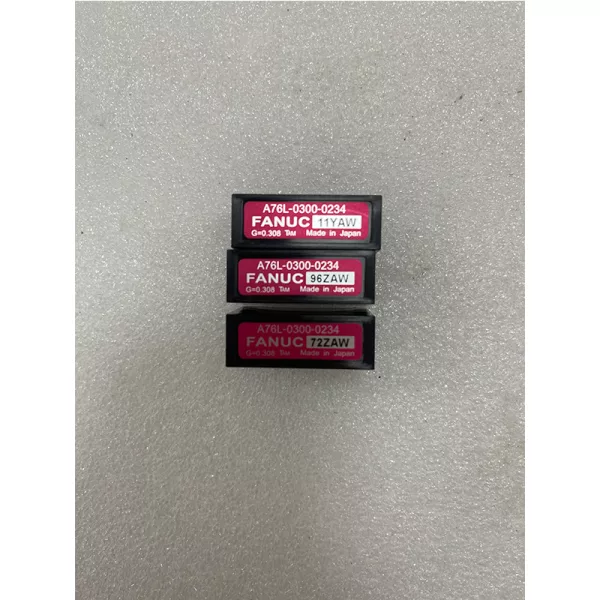 A76L-0300-0234
FANUC 11YAW
G=0.308 TAM Made in Japan
A76L-0300-0234
FANUC 96ZAW
G=0.308 TAM Made in Japan
A76L-0300-0234
FANUC 72ZAW
G=0.308 TAM Made in Japan